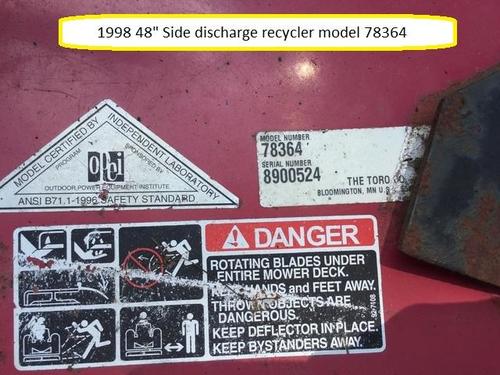 1998 48" Side discharge recycler model 78364
MODEL CERTIFIED BY INDEPENDENT LABORATORY
PROGRAM SPONSORED BY
opei
OUTDOOR POWER EQUIPMENT INSTITUTE
ANSI B71.1-1996 SAFETY STANDARD
MODEL NUMBER
78364
SERIAL NUMBER
8900524
THE TORO CO
BLOOMINGTON, MN U.S.
DANGER
ROTATING BLADES UNDER
ENTIRE MOWER DECK.
KEEP HANDS and FEET AWAY.
THROWN OBJECTS ARE
DANGEROUS.
KEEP DEFLECTOR IN PLACE.
KEEP BYSTANDERS AWAY.